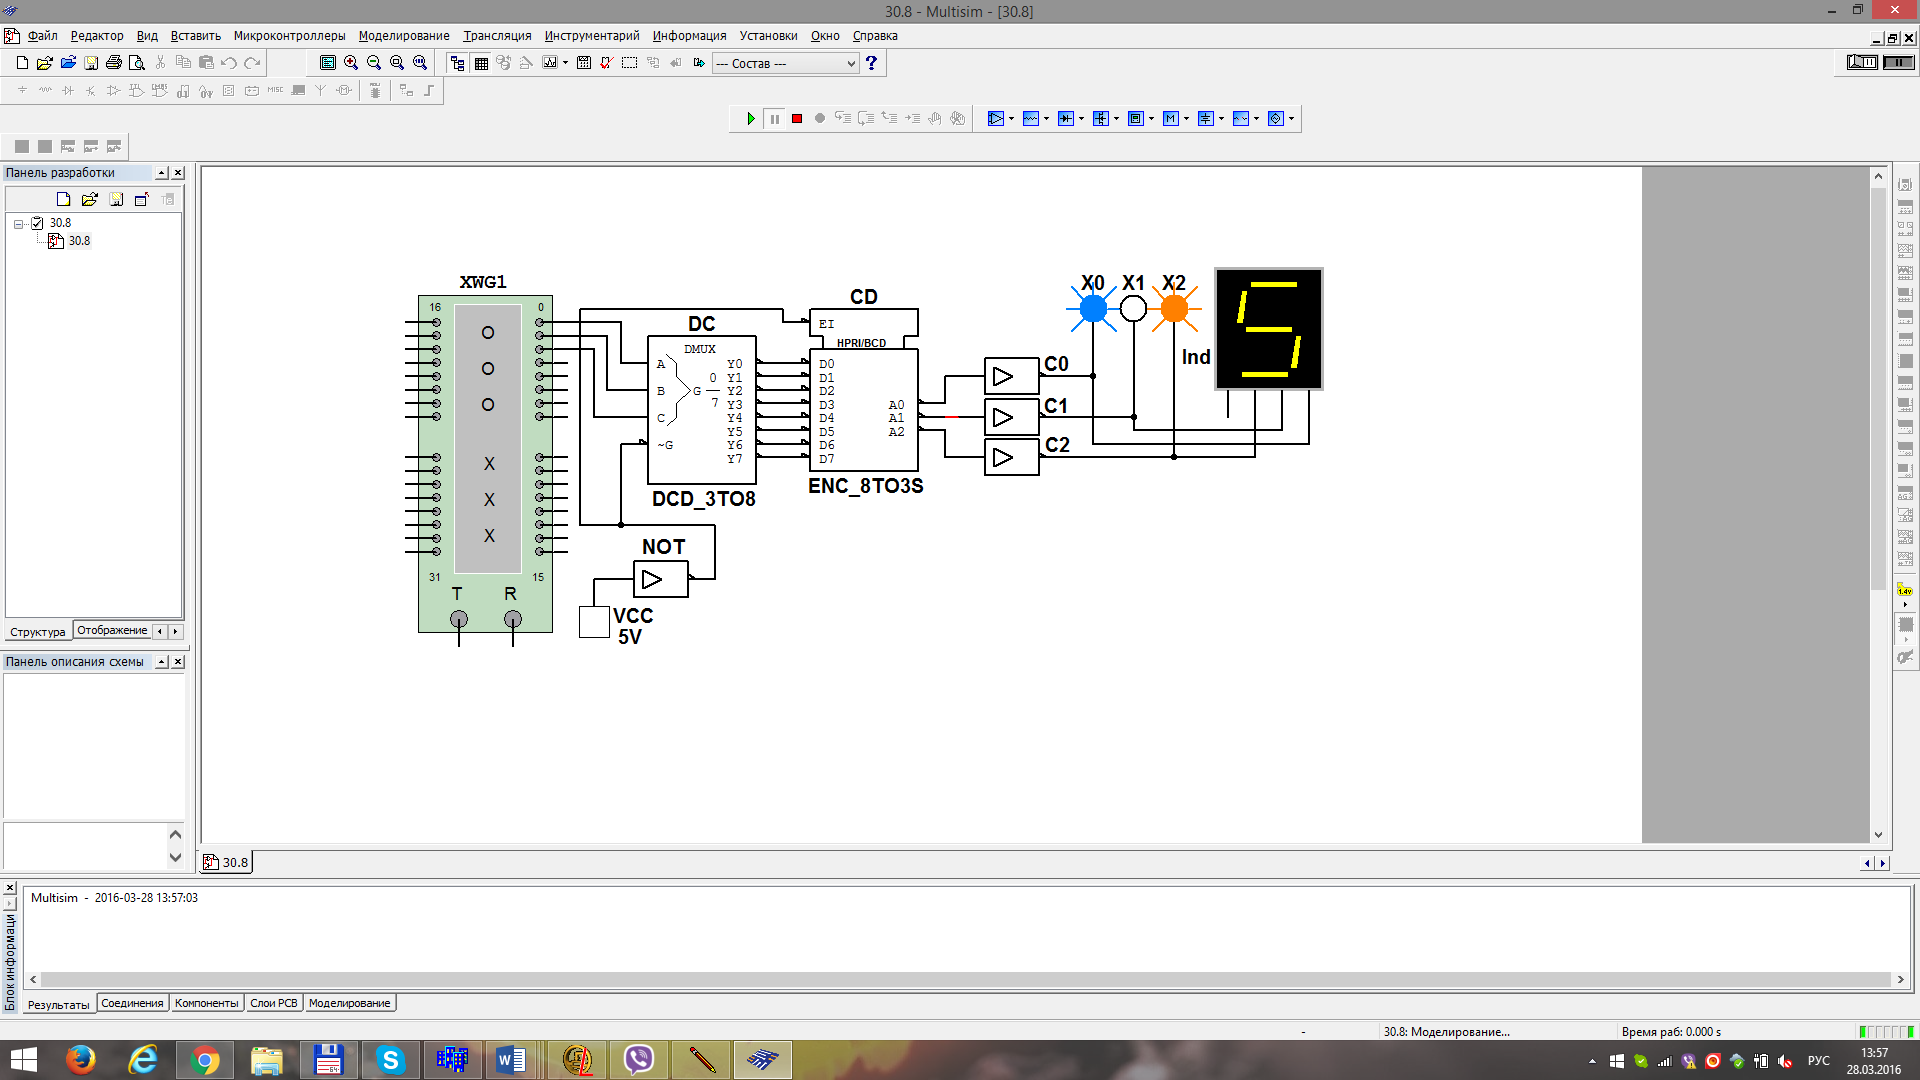 30.8 - Multisim - [30.8]
Файл Редактор Вид Вставить Микроконтроллеры Моделирование Трансляция Инструментарий Информация Установки Окно Справка
--- Состав ---
MISC
Панель разработки
30.8
30.8
Структура Отображение
Панель описания схемы
XWG1
16 0
O
O
O
X
X
X
31 15
T R
DC
DMUX
A
B
C
~G
G 0
7
Y0
Y1
Y2
Y3
Y4
Y5
Y6
Y7
DCD_3TO8
NOT
VCC
5V
CD
EI
HPRI/BCD
D0
D1
D2
D3
D4
D5
D6
D7
A0
A1
A2
ENC_8TO3S
C0
C1
C2
X0 X1 X2
Ind
5
30.8
Multisim - 2016-03-28 13:57:03
Блок информаци
Результаты Соединения Компоненты Слои PCB Моделирование
- 30.8: Моделирование... Время раб: 0.000 s
РУС
13:57
28.03.2016